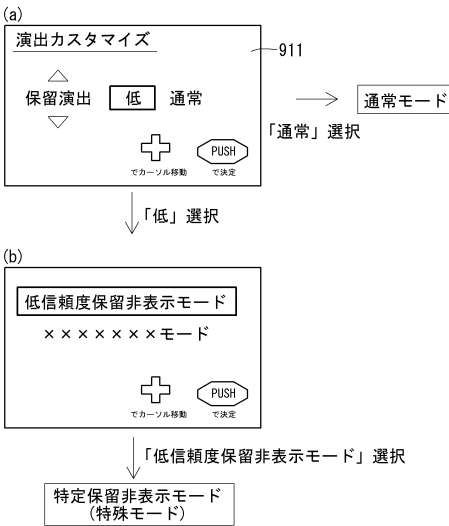 (a)
演出カスタマイズ
911
保留演出 低 通常
通常モード
「通常」選択
PUSH
でカーソル移動 で決定
「低」選択
(b)
低信頼度保留非表示モード
×××××××モード
PUSH
でカーソル移動 で決定
「低信頼度保留非表示モード」選択
特定保留非表示モード
(特殊モード)